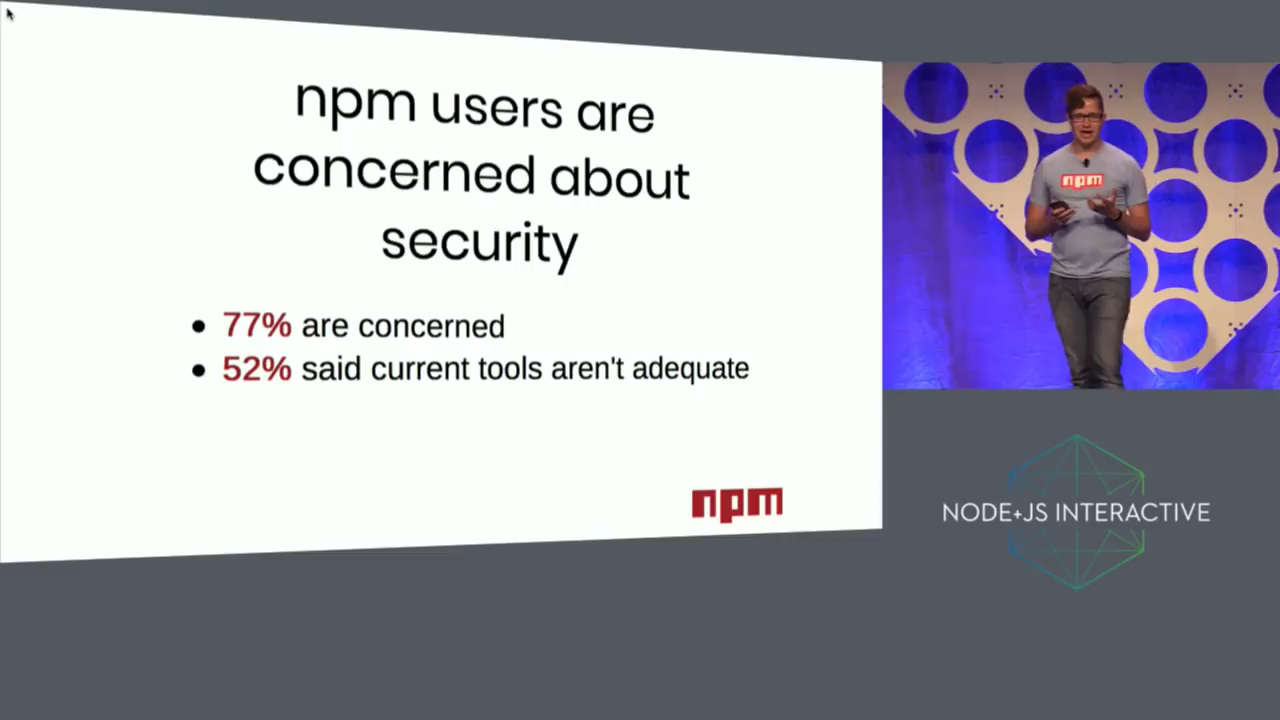 npm users are
concerned about
security
• 77% are concerned
• 52% said current tools aren't adequate
npm
npm
NODE+JS INTERACTIVE